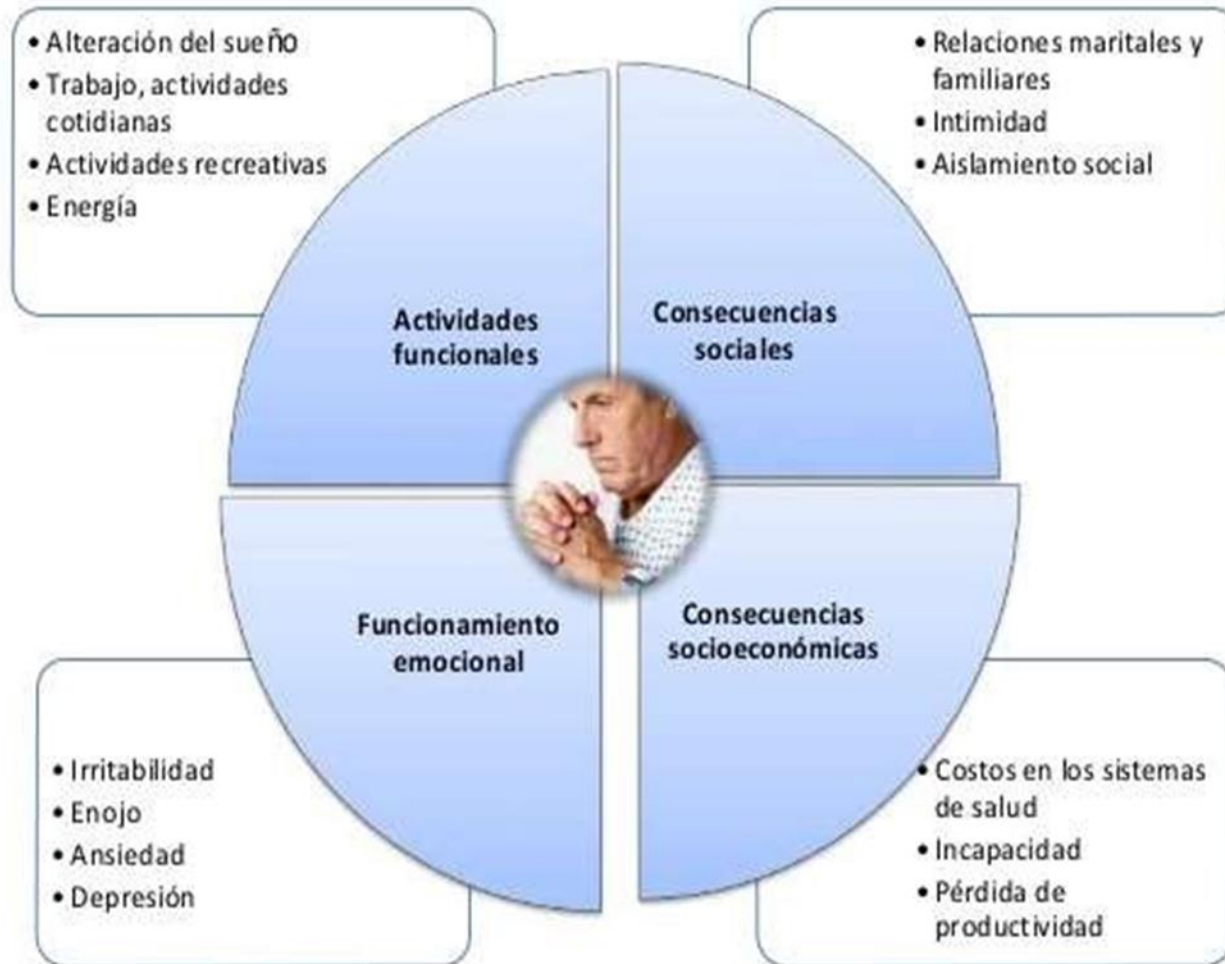 • Alteración del sueño
• Trabajo, actividades
cotidianas
• Actividades recreativas
• Energía
• Relaciones maritales y
familiares
• Intimidad
• Aislamiento social
Actividades
funcionales
Consecuencias
sociales
Funcionamiento
emocional
Consecuencias
socioeconómicas
• Irritabilidad
• Enojo
• Ansiedad
• Depresión
• Costos en los sistemas
de salud
• Incapacidad
• Pérdida de
productividad